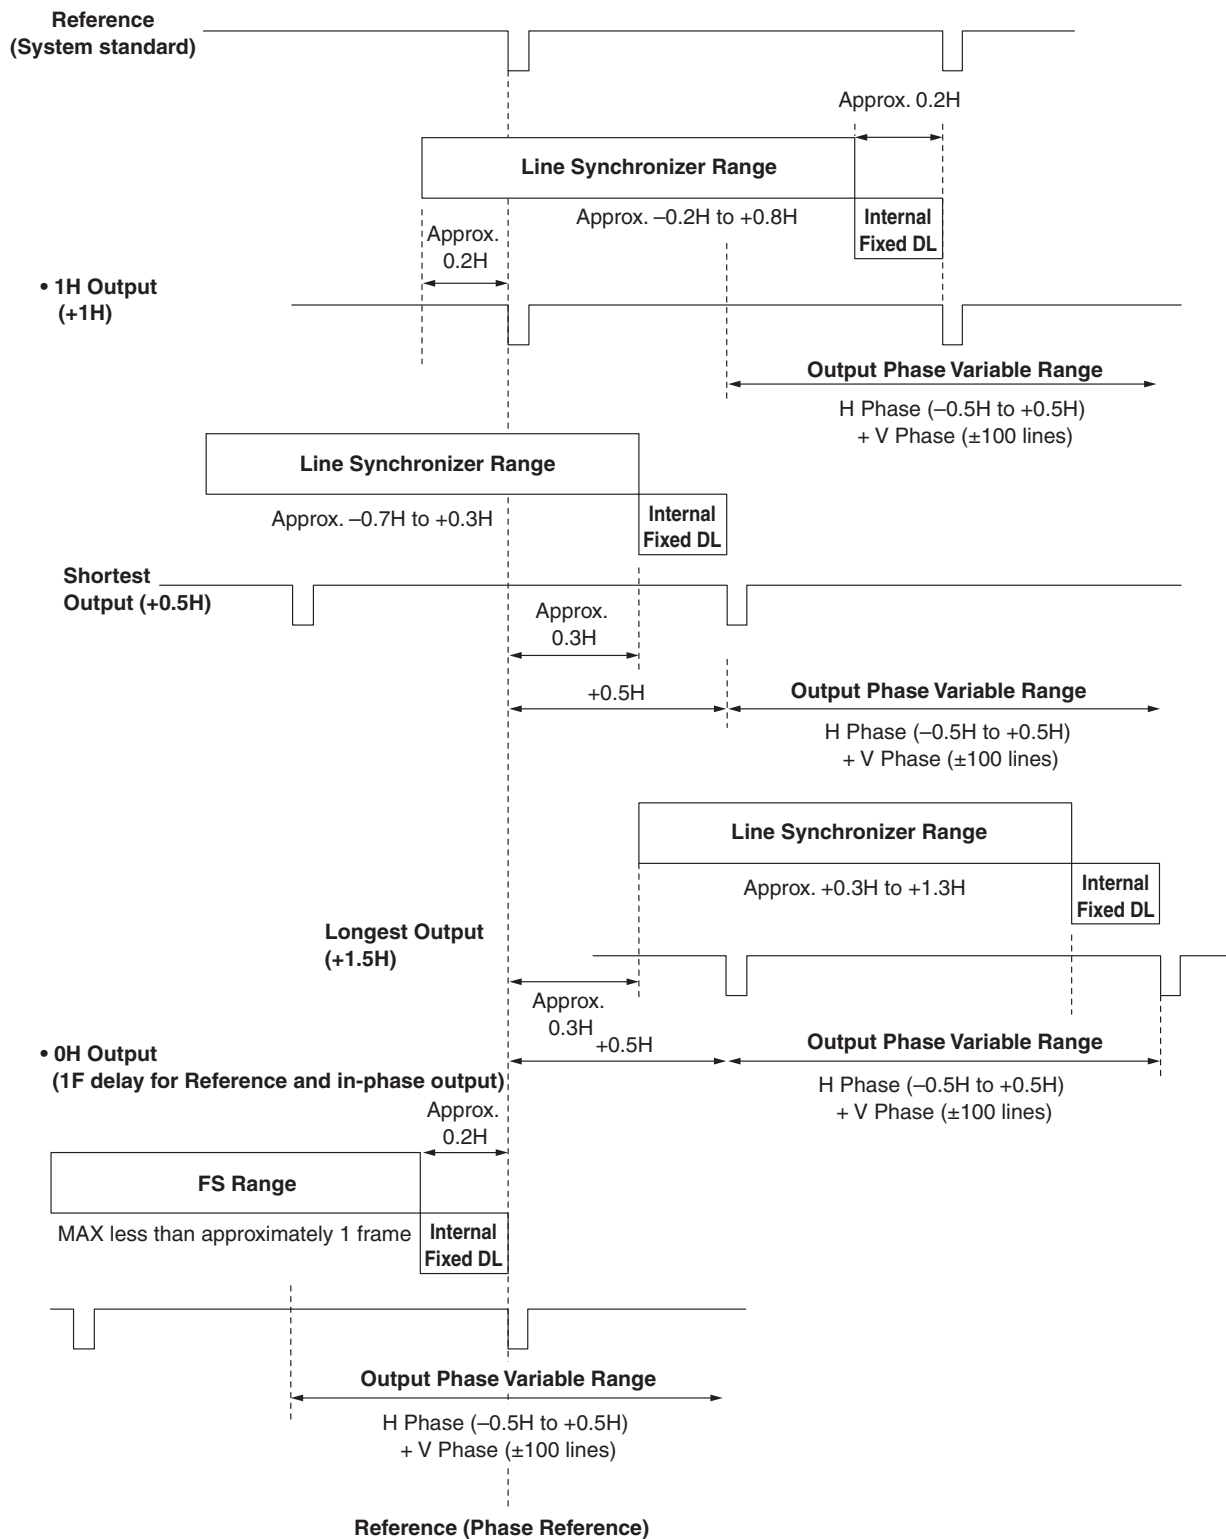 Reference
(System standard)
Approx. 0.2H
Line Synchronizer Range
Approx. –0.2H to +0.8H
Internal
Fixed DL
Approx.
0.2H
• 1H Output
(+1H)
Output Phase Variable Range
H Phase (–0.5H to +0.5H)
+ V Phase (±100 lines)
Line Synchronizer Range
Approx. –0.7H to +0.3H
Internal
Fixed DL
Shortest
Output (+0.5H)
Approx.
0.3H
+0.5H
Output Phase Variable Range
H Phase (–0.5H to +0.5H)
+ V Phase (±100 lines)
Line Synchronizer Range
Approx. +0.3H to +1.3H
Internal
Fixed DL
Longest Output
(+1.5H)
Approx.
0.3H
+0.5H
Output Phase Variable Range
H Phase (–0.5H to +0.5H)
+ V Phase (±100 lines)
• 0H Output
(1F delay for Reference and in-phase output)
Approx.
0.2H
FS Range
MAX less than approximately 1 frame
Internal
Fixed DL
Output Phase Variable Range
H Phase (–0.5H to +0.5H)
+ V Phase (±100 lines)
Reference (Phase Reference)